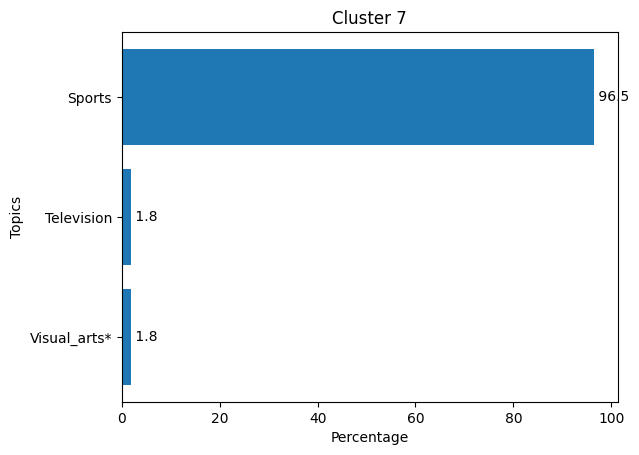 Cluster 7
Sports
96.5
Television
1.8
Visual_arts*
1.8
Topics
0
20
40
60
80
100
Percentage